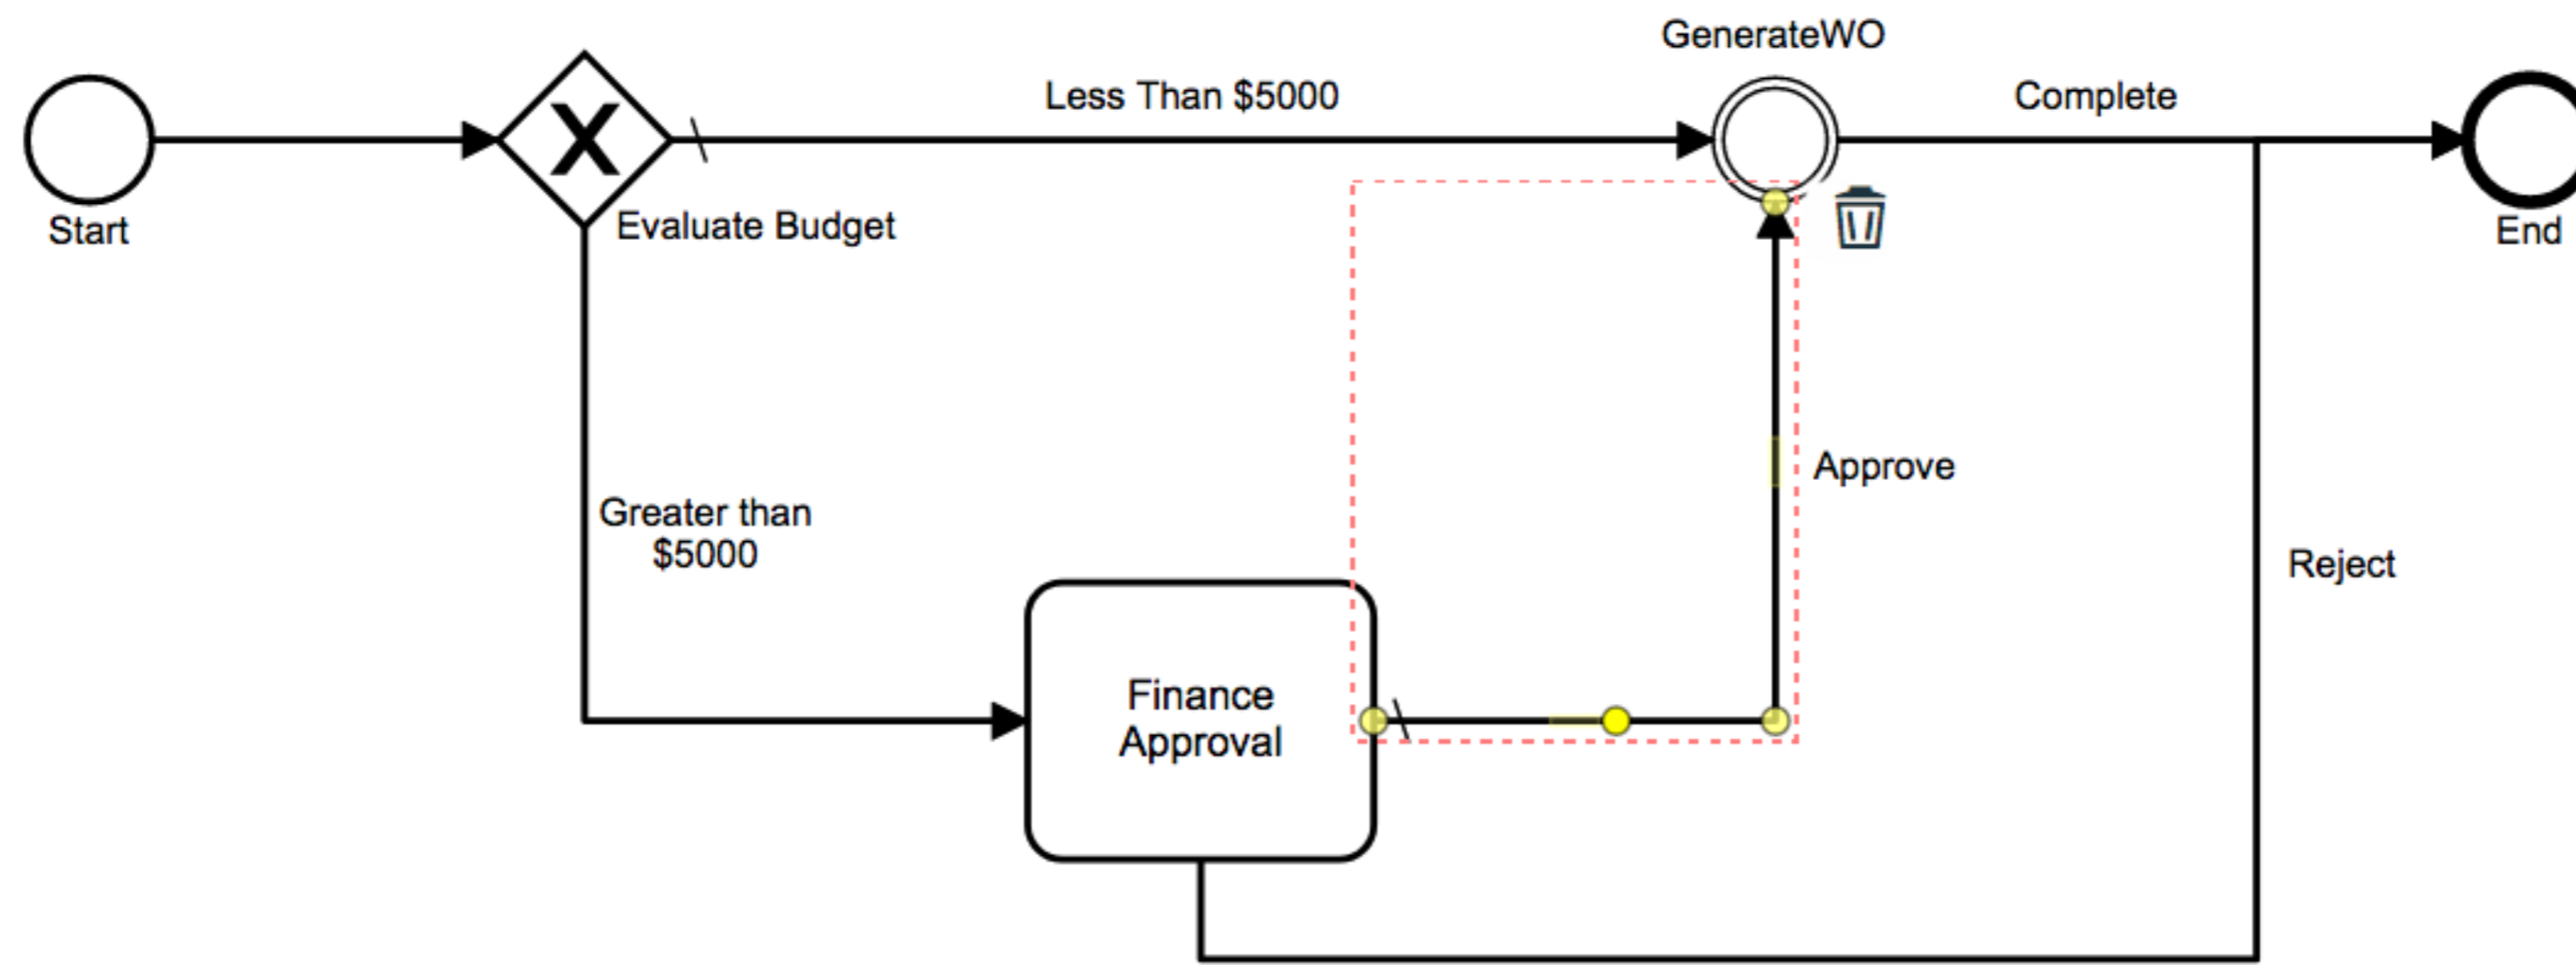 GenerateWO
Less Than $5000
Complete
X
Start
Evaluate Budget
End
Approve
Greater than
$5000
Reject
Finance
Approval